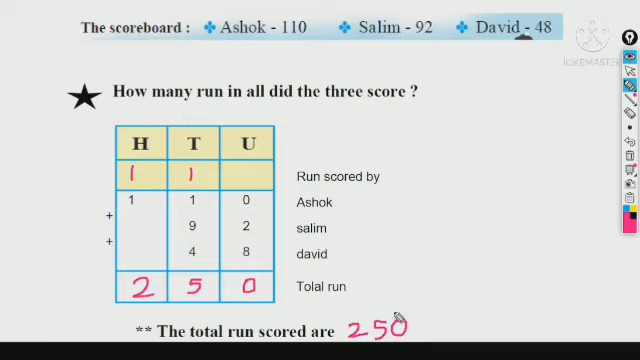 The scoreboard : ❖ Ashok - 110 ❖ Salim - 92 ❖ David - 48
KINEMASTER
★ How many run in all did the three score ?
H T U
1 1 Run scored by
1 1 0 Ashok
+ 9 2 salim
+ 4 8 david
2 5 0 Tolal run
** The total run scored are 250